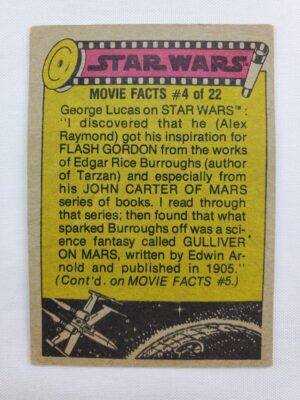 STAR WARS
MOVIE FACTS #4 of 22
George Lucas on STAR WARS™:
"I discovered that he (Alex
Raymond) got his inspiration for
FLASH GORDON from the works
of Edgar Rice Burroughs (author
of Tarzan) and especially from
his JOHN CARTER OF MARS
series of books. I read through
that series; then found that what
sparked Burroughs off was a sci-
ence fantasy called GULLIVER
ON MARS, written by Edwin Ar-
nold and published in 1905."
(Cont'd. on MOVIE FACTS #5.)